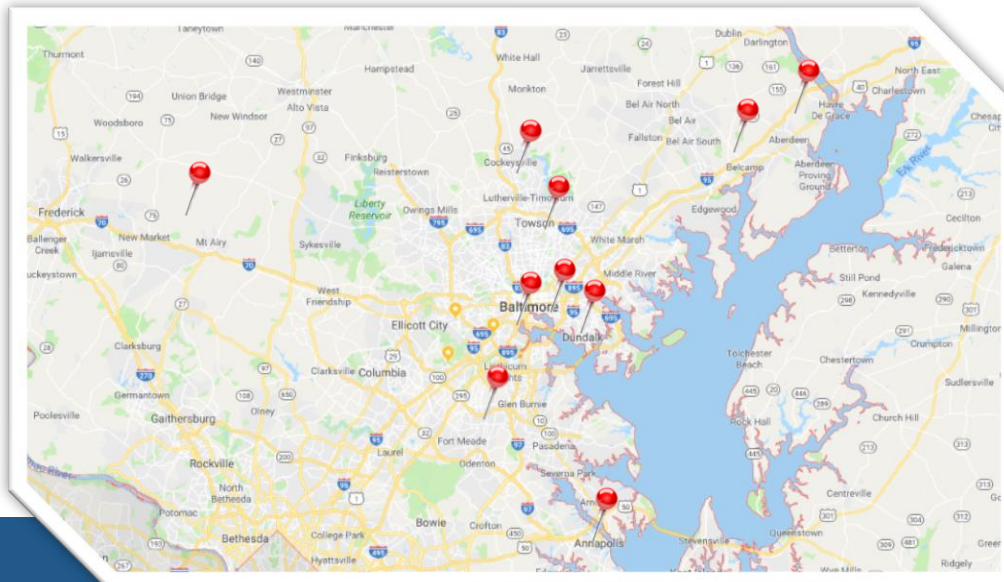 Taneytown
Manchester
Dublin
Darlington
Thurmont
White Hall
Jarrettsville
North East
Hampstead
Forest Hill
Charlestown
Union Bridge
Westminster
Monkton
Bel Air North
Havre
De Grace
Woodsboro
New Windsor
Alto Vista
Bel Air
Fallston
Bel Air South
Aberdeen
Walkersville
Finksburg
Reisterstown
Cockeysville
Belcamp
Aberdeen
Proving
Ground
Elk River
Liberty
Reservoir
Owings Mills
Lutherville-Timonium
Edgewood
Frederick
Towson
Cecilton
Ballenger
Creek
New Market
Mt Airy
Sykesville
White Marsh
Betterton
Fredericktown
Ijamsville
Galena
uckeystown
Middle River
Still Pond
Kennedyville
West
Friendship
Baltimore
Ellicott City
Dundalk
Millington
Crumpton
Clarksburg
Clarksville
Columbia
Tolchester
Beach
Chestertown
Sudlersville
Germantown
Glen Burnie
Poolesville
Gaithersburg
Olney
Rock Hall
Church Hill
Fort Meade
Pasadena
Laurel
Rockville
Odenton
Severna Park
North
Bethesda
Centreville
Potomac
Bowie
Crofton
Bethesda
College Park
Annapolis
Stevensville
Queenstown
Hyattsville
Ridgely